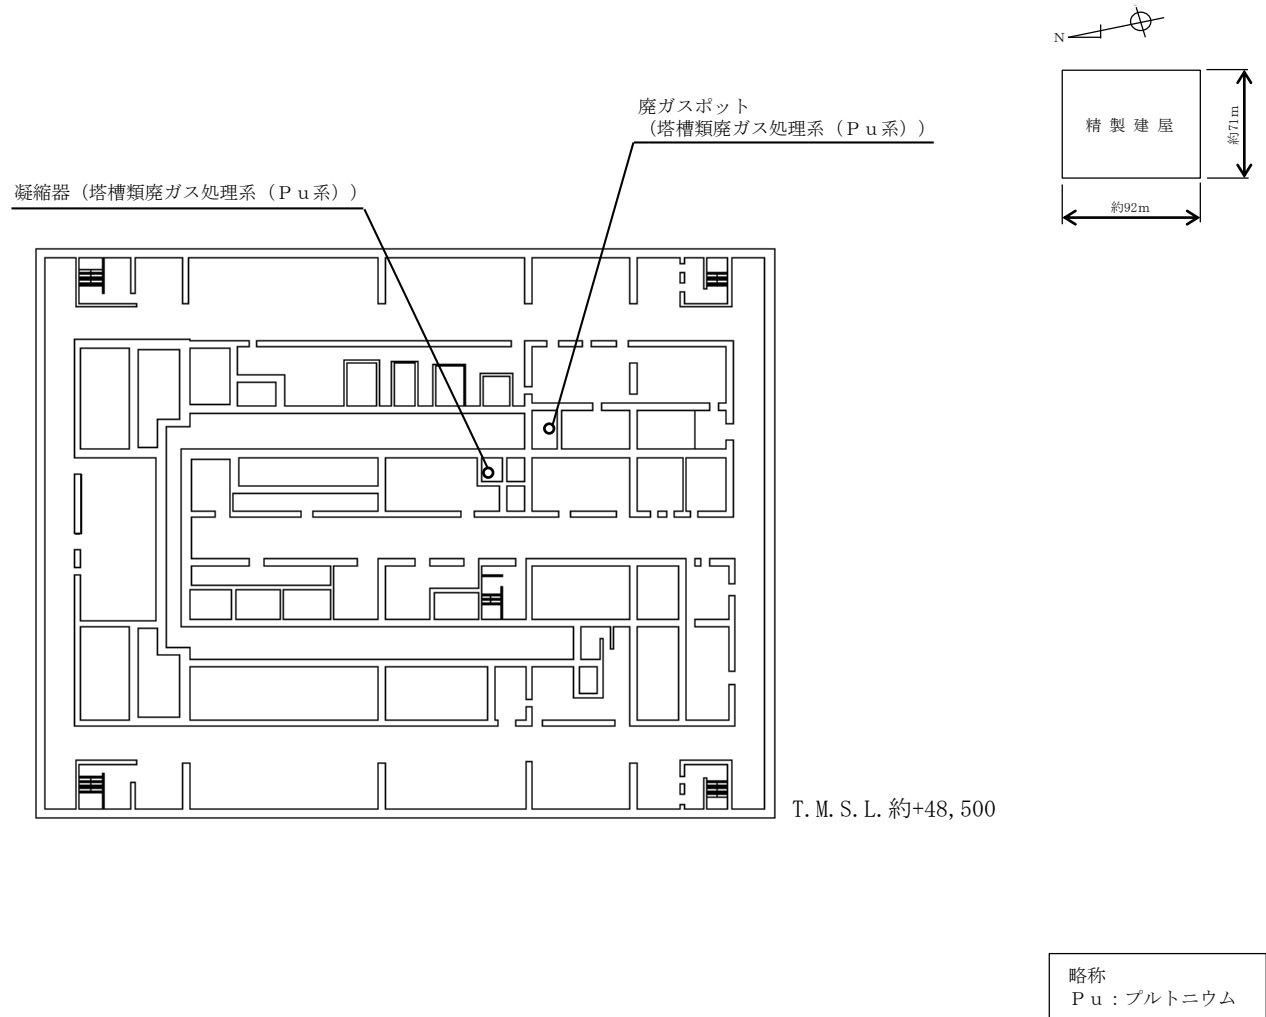 N
廃ガスポット
(塔槽類廃ガス処理系(Pu系))
精製建屋
約71m
凝縮器(塔槽類廃ガス処理系(Pu系))
約92m
T.M.S.L.約+48,500
略称
Pu:プルトニウム